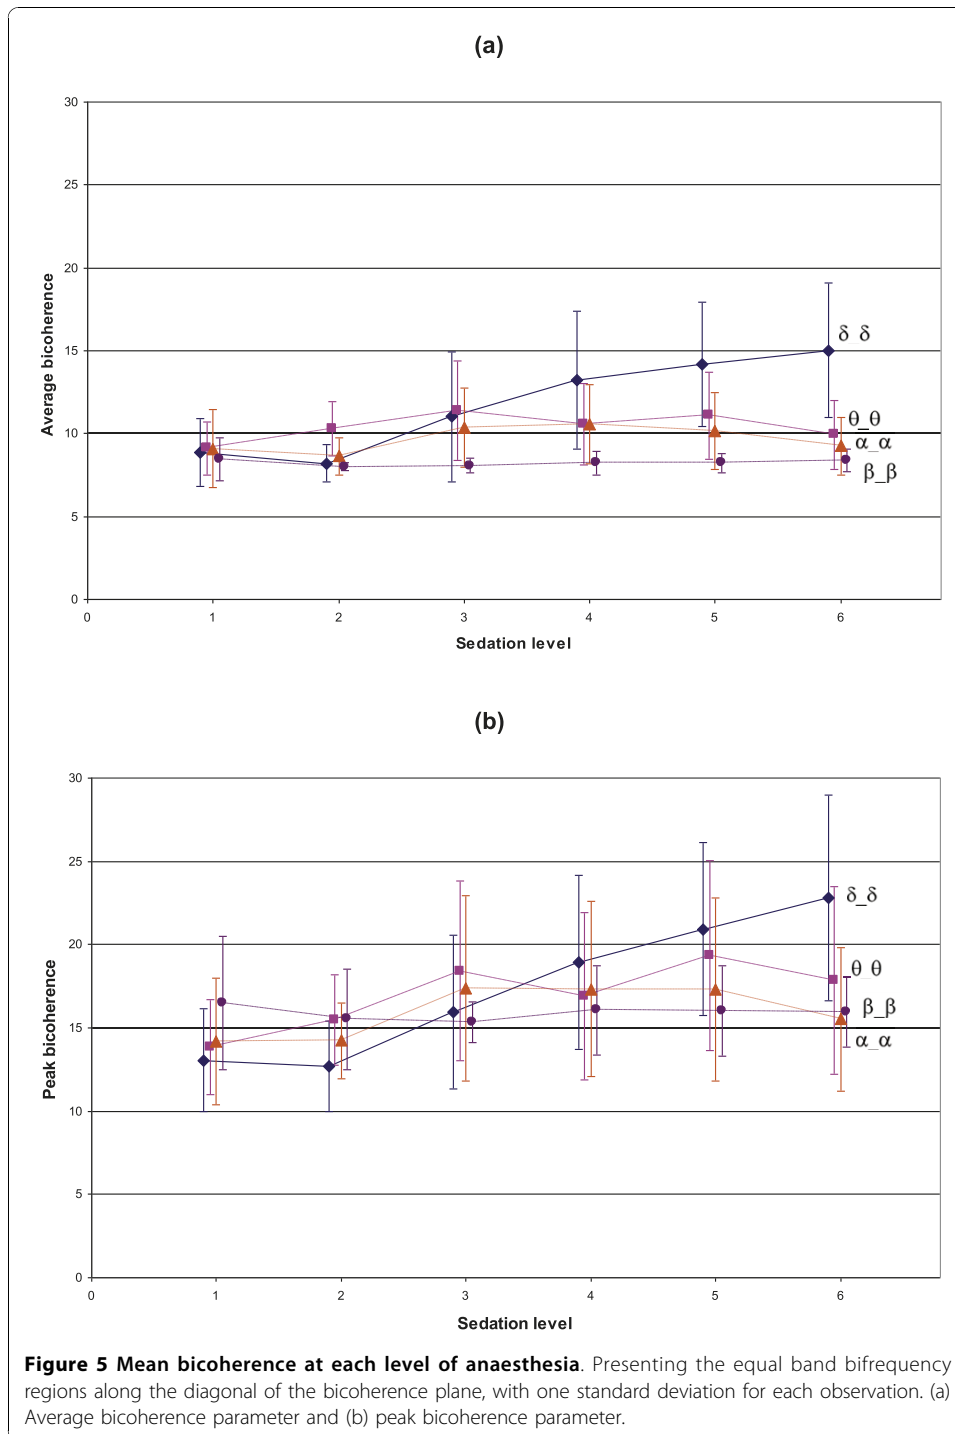 (a)
30
25
20
15
10
5
0
Average bicoherence
δ δ
θ_θ
α_α
β_β
0 1 2 3 4 5 6
Sedation level
(b)
30
25
20
15
10
5
0
Peak bicoherence
δ_δ
θ_θ
β_β
α_α
0 1 2 3 4 5 6
Sedation level
Figure 5 Mean bicoherence at each level of anaesthesia. Presenting the equal band bifrequency
regions along the diagonal of the bicoherence plane, with one standard deviation for each observation. (a)
Average bicoherence parameter and (b) peak bicoherence parameter.